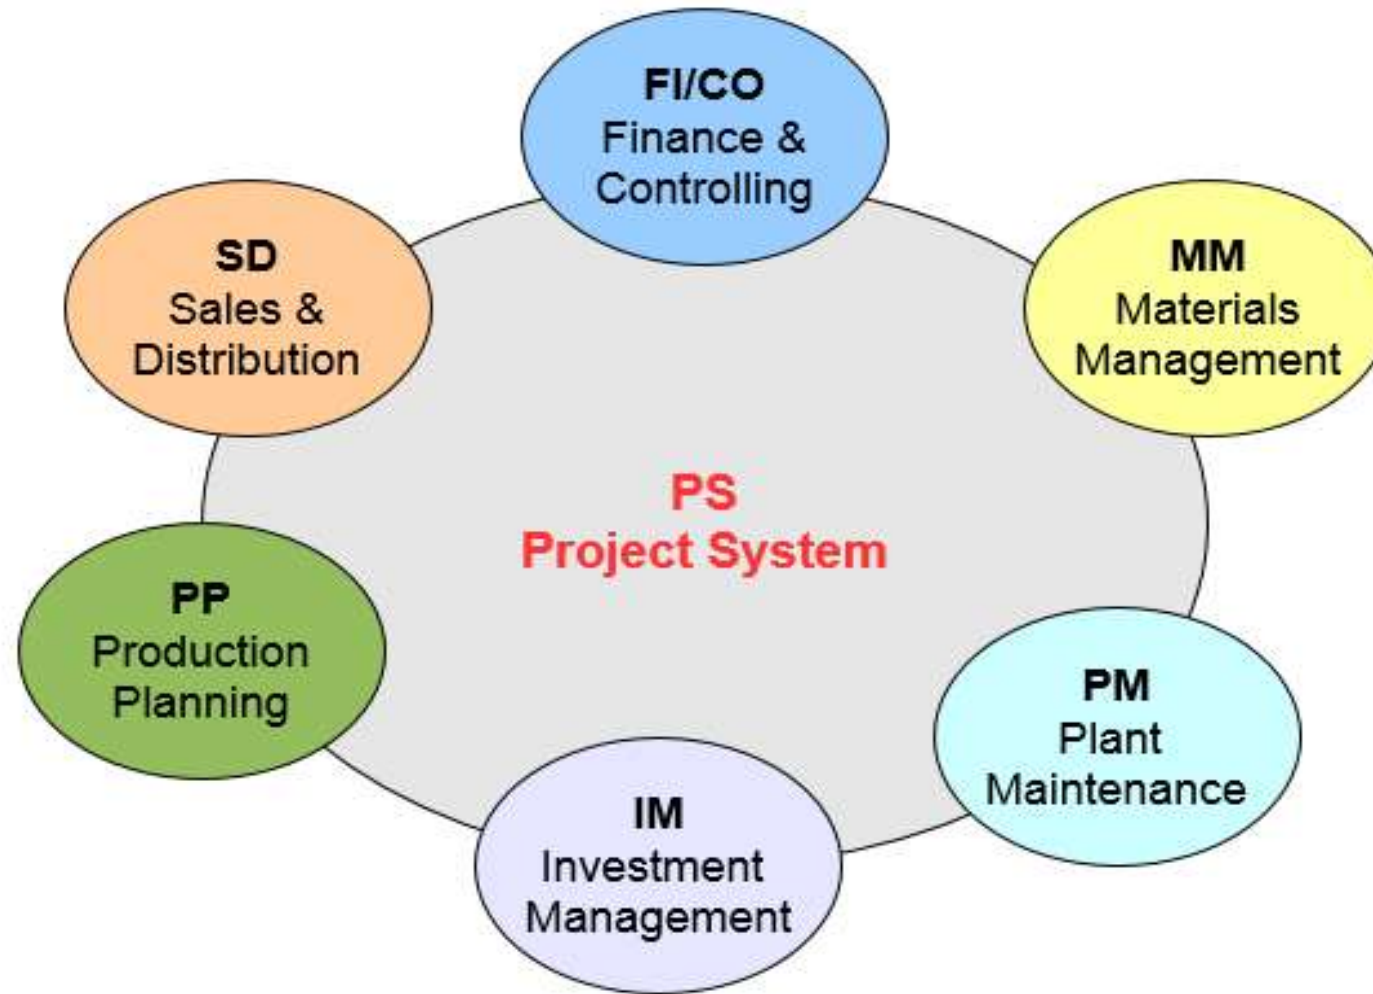 FI/CO
Finance &
Controlling
SD
Sales &
Distribution
MM
Materials
Management
PS
Project System
PP
Production
Planning
PM
Plant
Maintenance
IM
Investment
Management